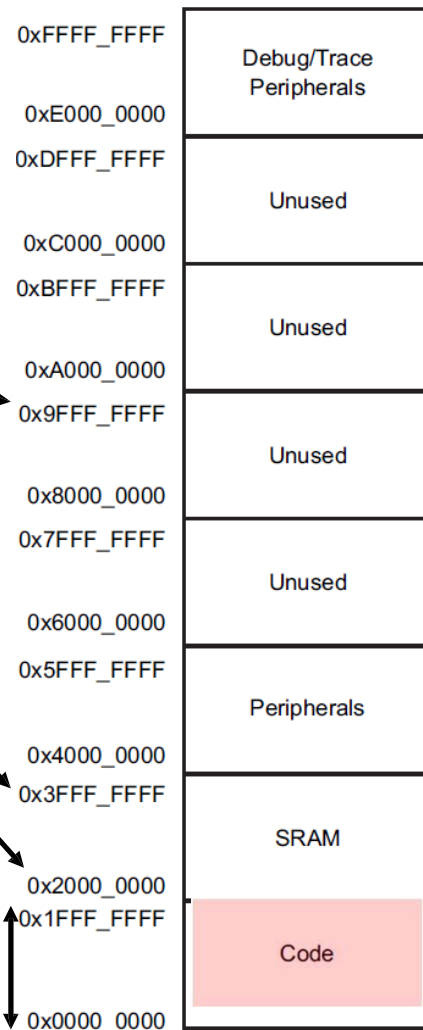 0xFFFF_FFFF
Debug/Trace
Peripherals
0xE000_0000
0xDFFF_FFFF
Unused
0xC000_0000
0xBFFF_FFFF
Unused
0xA000_0000
0x9FFF_FFFF
Unused
0x8000_0000
0x7FFF_FFFF
Unused
0x6000_0000
0x5FFF_FFFF
Peripherals
0x4000_0000
0x3FFF_FFFF
SRAM
0x2000_0000
0x1FFF_FFFF
Code
0x0000_0000